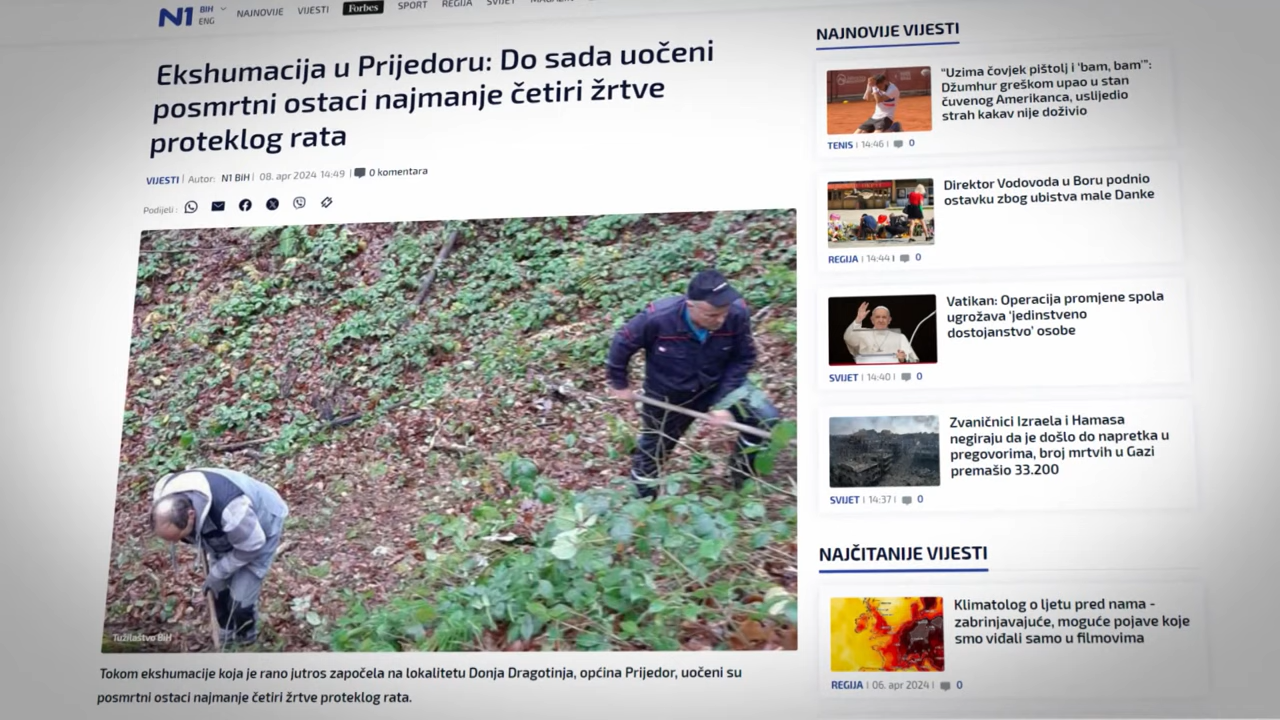 N1
BIH
ENG
NAJNOVIJE
VIJESTI
Forbes
SPORT
REGIJA
SVIJET
Ekshumacija u Prijedoru: Do sada uočeni
posmrtni ostaci najmanje četiri žrtve
proteklog rata
VIJESTI | Autor: N1 BiH | 08. apr 2024 14:49 | 0 komentara
Podijeli :
Tužilaštvo BiH
Tokom ekshumacije koja je rano jutros započela na lokalitetu Donja Dragotinja, općina Prijedor, uočeni su
posmrtni ostaci najmanje četiri žrtve proteklog rata.
NAJNOVIJE VIJESTI
"Uzima čovjek pištolj i 'bam, bam'":
Džumhur greškom upao u stan
čuvenog Amerikanca, uslijedio
strah kakav nije doživio
TENIS | 14:46 | 0
Direktor Vodovoda u Boru podnio
ostavku zbog ubistva male Danke
REGIJA | 14:44 | 0
Vatikan: Operacija promjene spola
ugrožava 'jedinstveno
dostojanstvo' osobe
SVIJET | 14:40 | 0
Zvaničnici Izraela i Hamasa
negiraju da je došlo do napretka u
pregovorima, broj mrtvih u Gazi
premašio 33.200
SVIJET | 14:37 | 0
NAJČITANIJE VIJESTI
Klimatolog o ljetu pred nama -
zabrinjavajuće, moguće pojave koje
smo viđali samo u filmovima
REGIJA | 06. apr 2024 | 0